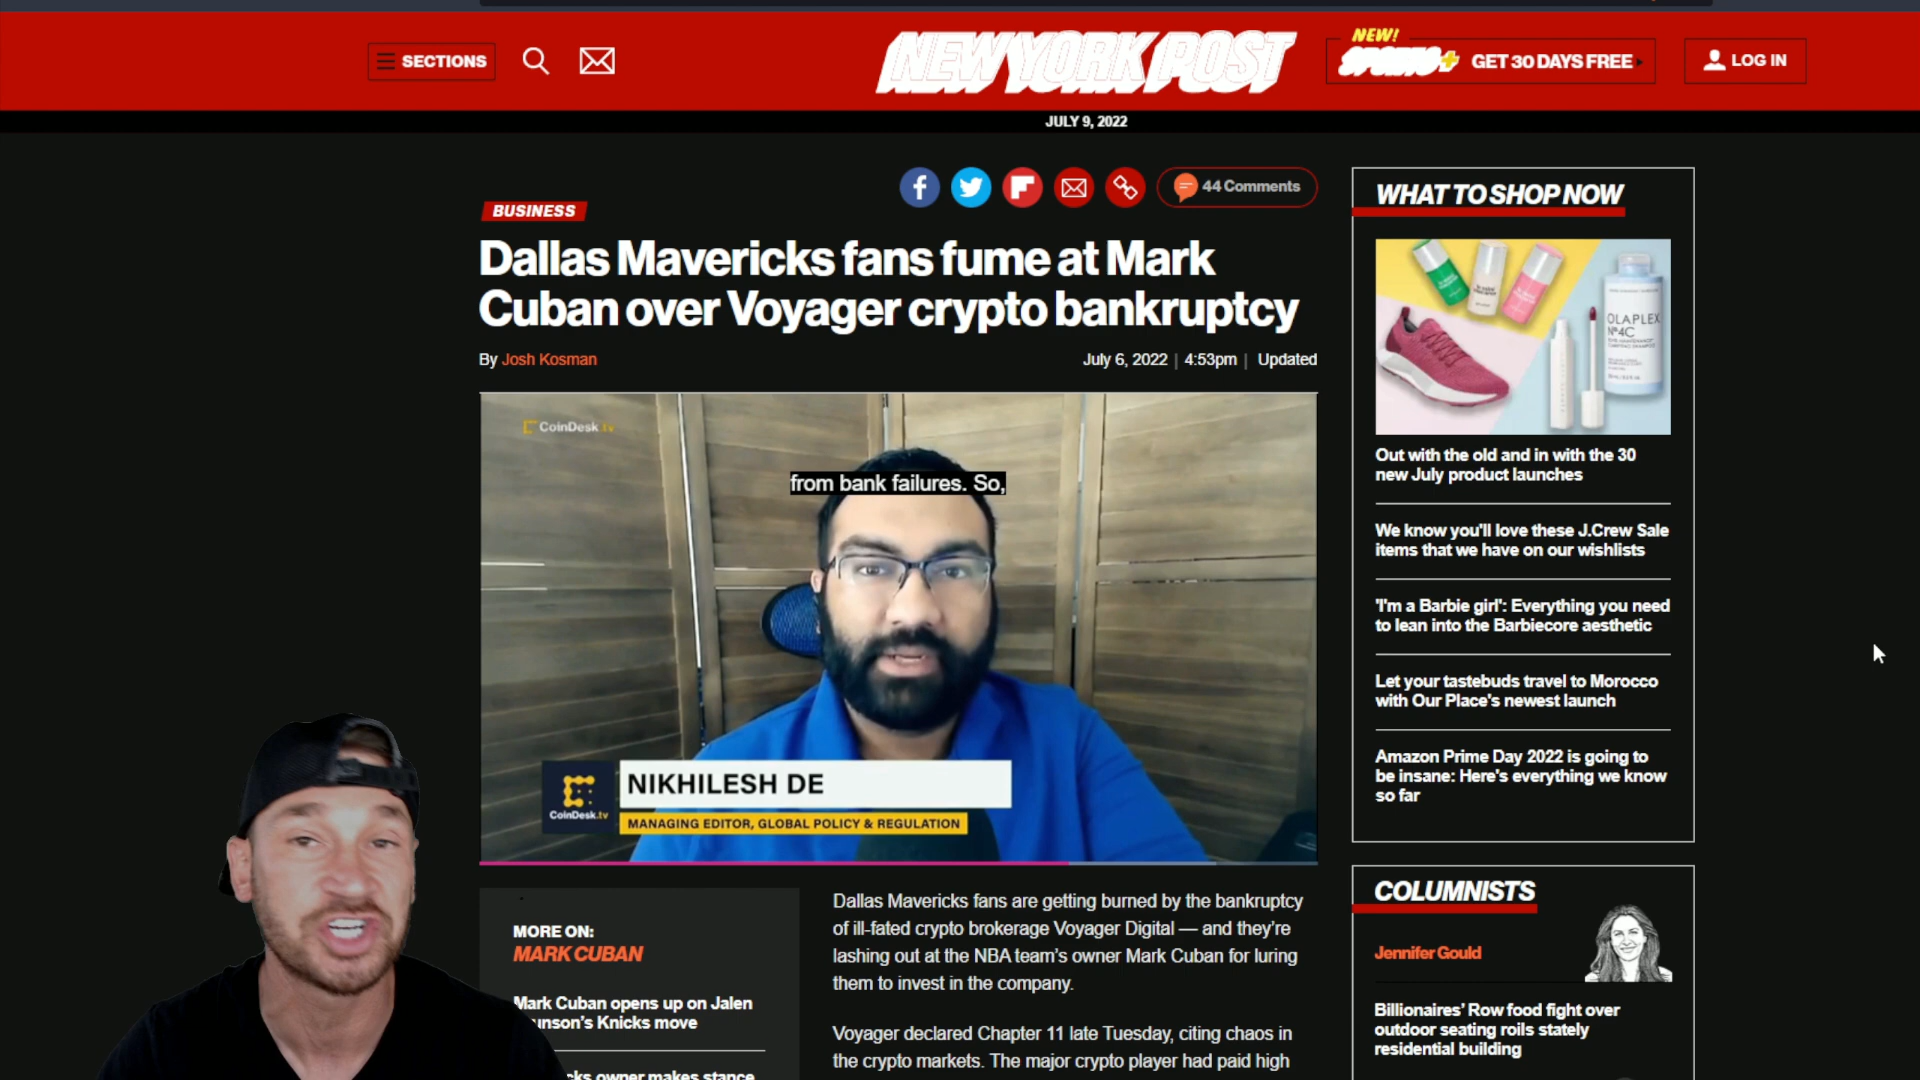 SECTIONS
NEW YORK POST
NEW!
SPORTS+ GET 30 DAYS FREE
LOG IN
JULY 9, 2022
44 Comments
BUSINESS
Dallas Mavericks fans fume at Mark
Cuban over Voyager crypto bankruptcy
By Josh Kosman
July 6, 2022 | 4:53pm | Updated
CoinDesk.tv
from bank failures. So,
NIKHILESH DE
CoinDesk.tv
MANAGING EDITOR, GLOBAL POLICY & REGULATION
MORE ON:
MARK CUBAN
Mark Cuban opens up on Jalen
unson's Knicks move
cks owner makes stance
Dallas Mavericks fans are getting burned by the bankruptcy
of ill-fated crypto brokerage Voyager Digital — and they're
lashing out at the NBA team's owner Mark Cuban for luring
them to invest in the company.
Voyager declared Chapter 11 late Tuesday, citing chaos in
the crypto markets. The major crypto player had paid high
WHAT TO SHOP NOW
OLAPLEX
Nº4C
Out with the old and in with the 30
new July product launches
We know you'll love these J.Crew Sale
items that we have on our wishlists
'I'm a Barbie girl': Everything you need
to lean into the Barbiecore aesthetic
Let your tastebuds travel to Morocco
with Our Place's newest launch
Amazon Prime Day 2022 is going to
be insane: Here's everything we know
so far
COLUMNISTS
Jennifer Gould
Billionaires' Row food fight over
outdoor seating roils stately
residential building